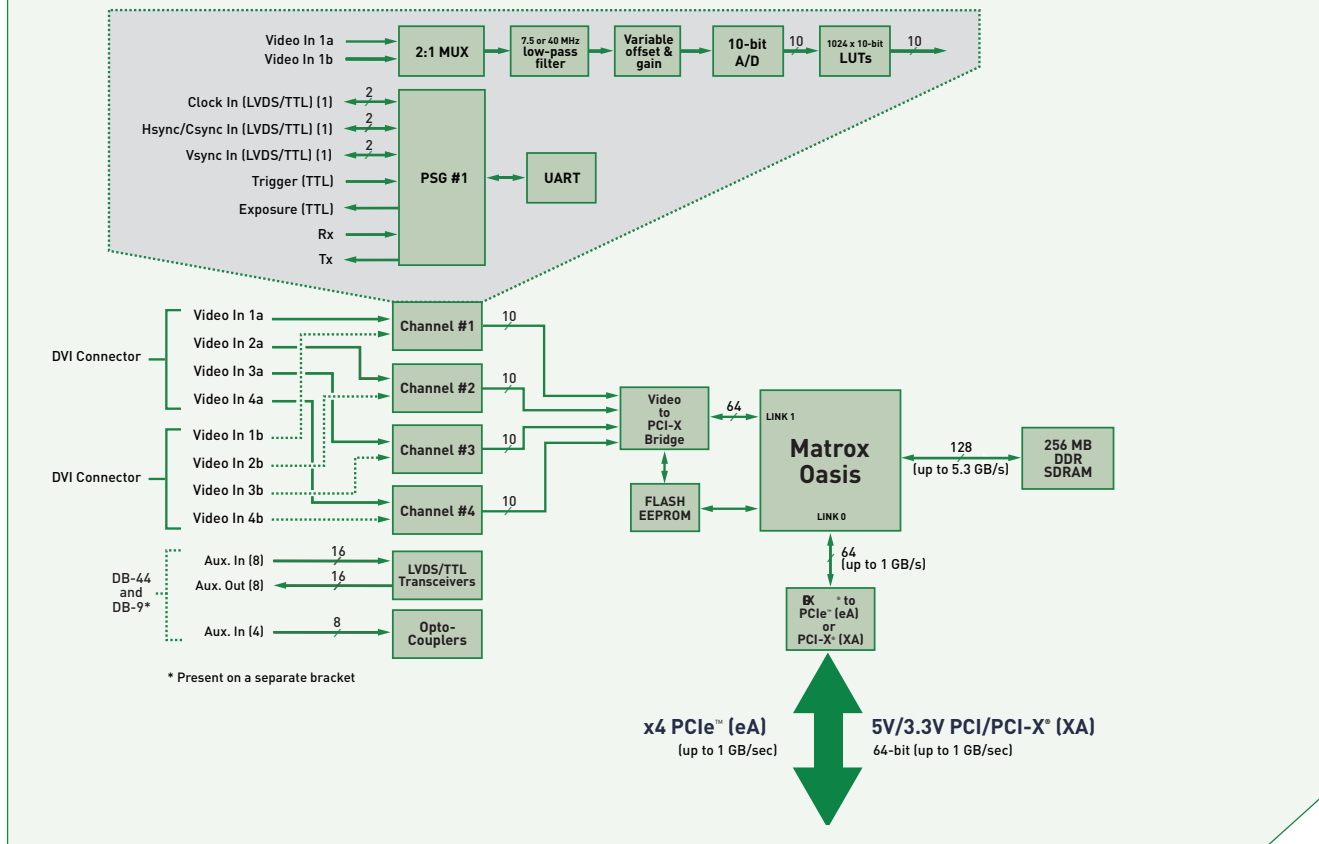 Video In 1a
Video In 1b
2:1 MUX
7.5 or 40 MHz
low-pass
filter
Variable
offset &
gain
10-bit
A/D
10
1024 x 10-bit
LUTs
10
Clock In (LVDS/TTL) (1)
2
Hsync/Csync In (LVDS/TTL) (1)
2
Vsync In (LVDS/TTL) (1)
2
Trigger (TTL)
Exposure (TTL)
Rx
Tx
PSG #1
UART
DVI Connector
Video In 1a
Video In 2a
Video In 3a
Video In 4a
DVI Connector
Video In 1b
Video In 2b
Video In 3b
Video In 4b
Channel #1
10
Channel #2
10
Channel #3
10
Channel #4
10
Video
to
PCI-X
Bridge
64
FLASH
EEPROM
LINK 1
Matrox
Oasis
LINK 0
128
(up to 5.3 GB/s)
256 MB
DDR
SDRAM
64
(up to 1 GB/s)
DB-44
and
DB-9*
Aux. In (8)
16
Aux. Out (8)
16
Aux. In (4)
8
LVDS/TTL
Transceivers
Opto-
Couplers
* Present on a separate bracket
® to
PCIe™ (eA)
or
PCI-X® (XA)
x4 PCIe™ (eA)
(up to 1 GB/sec)
5V/3.3V PCI/PCI-X® (XA)
64-bit (up to 1 GB/sec)